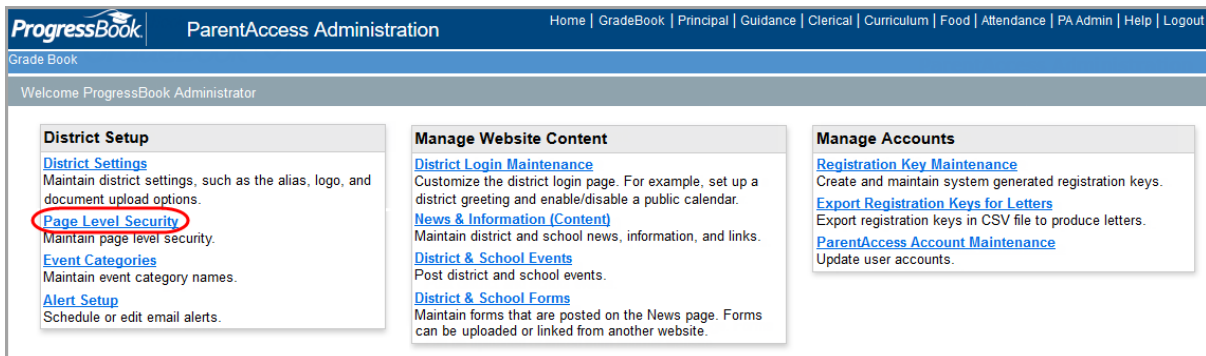 ProgressBook
ParentAccess Administration
Home | GradeBook | Principal | Guidance | Clerical | Curriculum | Food | Attendance | PA Admin | Help | Logout
Grade Book
Welcome ProgressBook Administrator
District Setup
District Settings
Maintain district settings, such as the alias, logo, and
document upload options.
Page Level Security
Maintain page level security.
Event Categories
Maintain event category names.
Alert Setup
Schedule or edit email alerts.
Manage Website Content
District Login Maintenance
Customize the district login page. For example, set up a
district greeting and enable/disable a public calendar.
News & Information (Content)
Maintain district and school news, information, and links.
District & School Events
Post district and school events.
District & School Forms
Maintain forms that are posted on the News page. Forms
can be uploaded or linked from another website.
Manage Accounts
Registration Key Maintenance
Create and maintain system generated registration keys.
Export Registration Keys for Letters
Export registration keys in CSV file to produce letters.
ParentAccess Account Maintenance
Update user accounts.